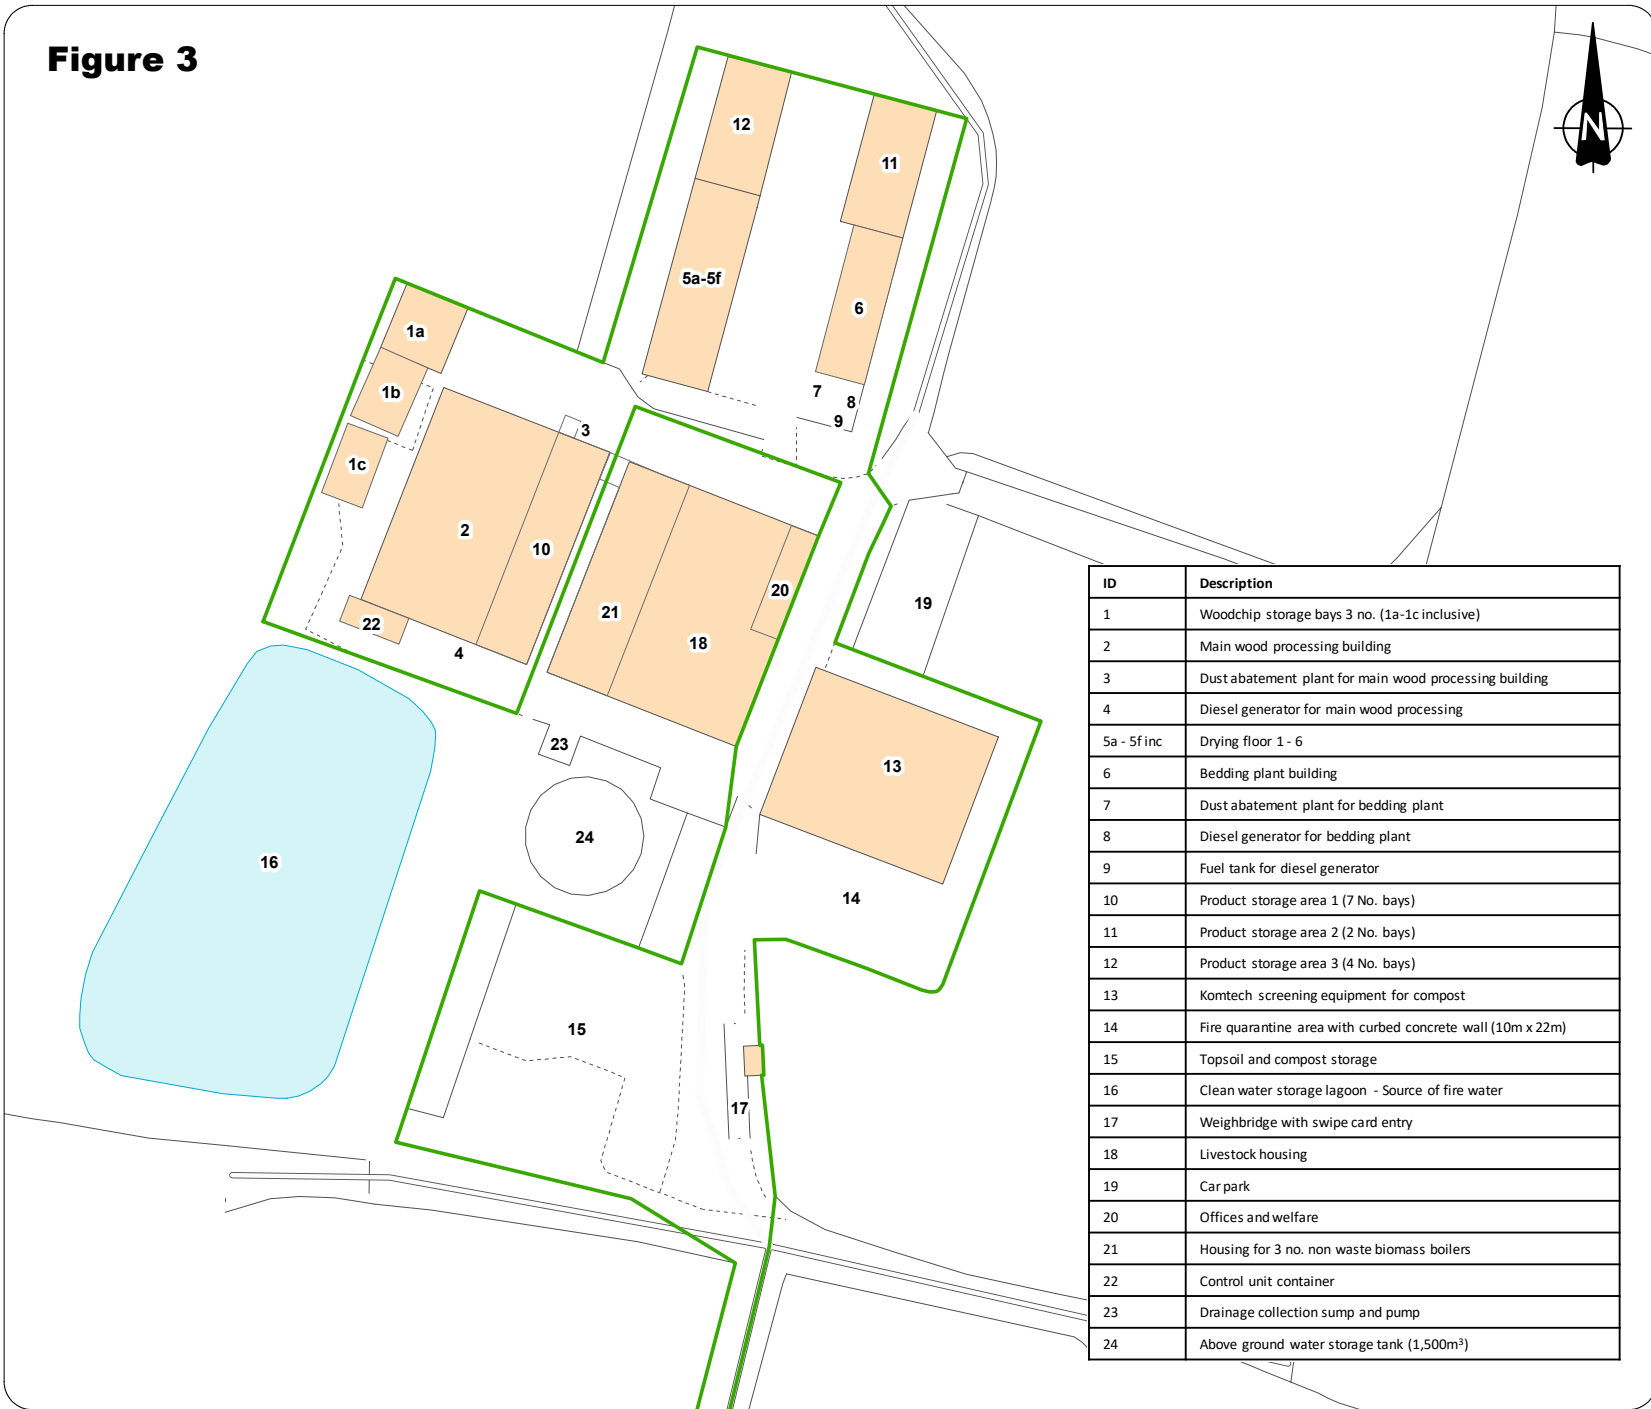 Figure 3
N
12
11
5a-5f
6
1a
1b
7
8
9
3
1c
2
10
20
19
21
18
22
4
23
13
24
16
14
15
17
ID Description
1 Woodchip storage bays 3 no. (1a-1c inclusive)
2 Main wood processing building
3 Dust abatement plant for main wood processing building
4 Diesel generator for main wood processing
5a - 5f inc Drying floor 1 - 6
6 Bedding plant building
7 Dust abatement plant for bedding plant
8 Diesel generator for bedding plant
9 Fuel tank for diesel generator
10 Product storage area 1 (7 No. bays)
11 Product storage area 2 (2 No. bays)
12 Product storage area 3 (4 No. bays)
13 Komtech screening equipment for compost
14 Fire quarantine area with curbed concrete wall (10m x 22m)
15 Topsoil and compost storage
16 Clean water storage lagoon - Source of fire water
17 Weighbridge with swipe card entry
18 Livestock housing
19 Car park
20 Offices and welfare
21 Housing for 3 no. non waste biomass boilers
22 Control unit container
23 Drainage collection sump and pump
24 Above ground water storage tank (1,500m³)